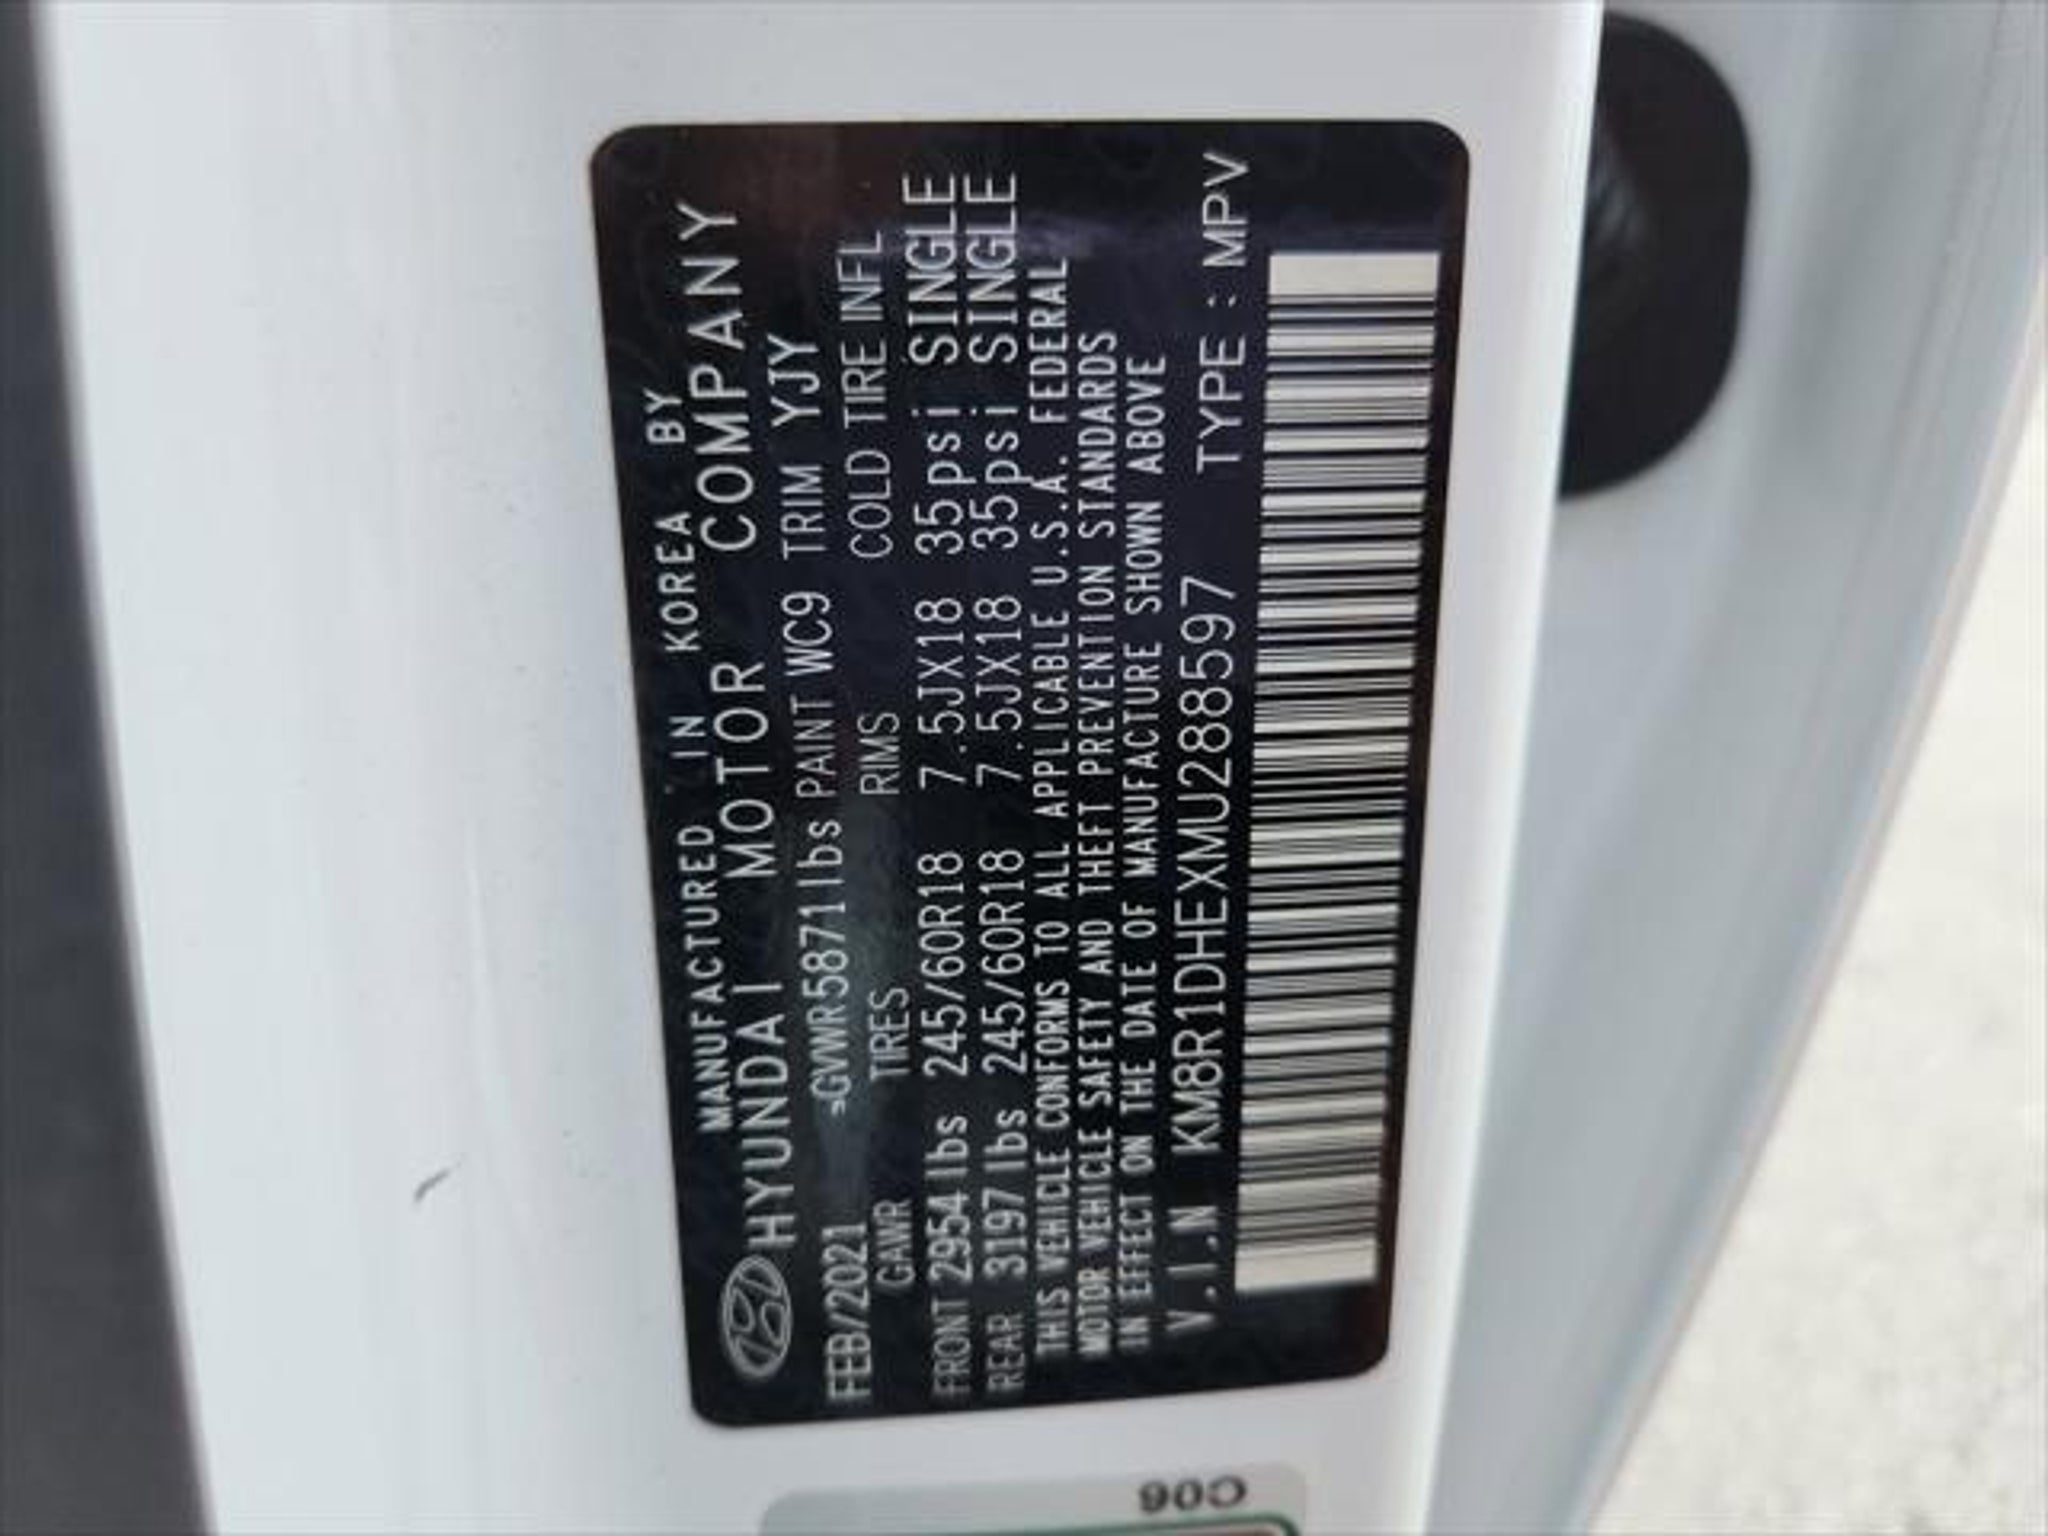 MANUFACTURED IN KOREA BY
HYUNDAI MOTOR COMPANY
FEB/2021 GVWR5871lbs PAINT WC9 TRIM YJY
GAWR TIRES RIMS COLD TIRE INFL
FRONT 2954lbs 245/60R18 7.5JX18 35psi SINGLE
REAR 3197lbs 245/60R18 7.5JX18 35psi SINGLE
THIS VEHICLE CONFORMS TO ALL APPLICABLE U.S.A. FEDERAL
MOTOR VEHICLE SAFETY AND THEFT PREVENTION STANDARDS
IN EFFECT ON THE DATE OF MANUFACTURE SHOWN ABOVE
V.I.N KM8R1DHEXMU288597 TYPE : MPV
C06